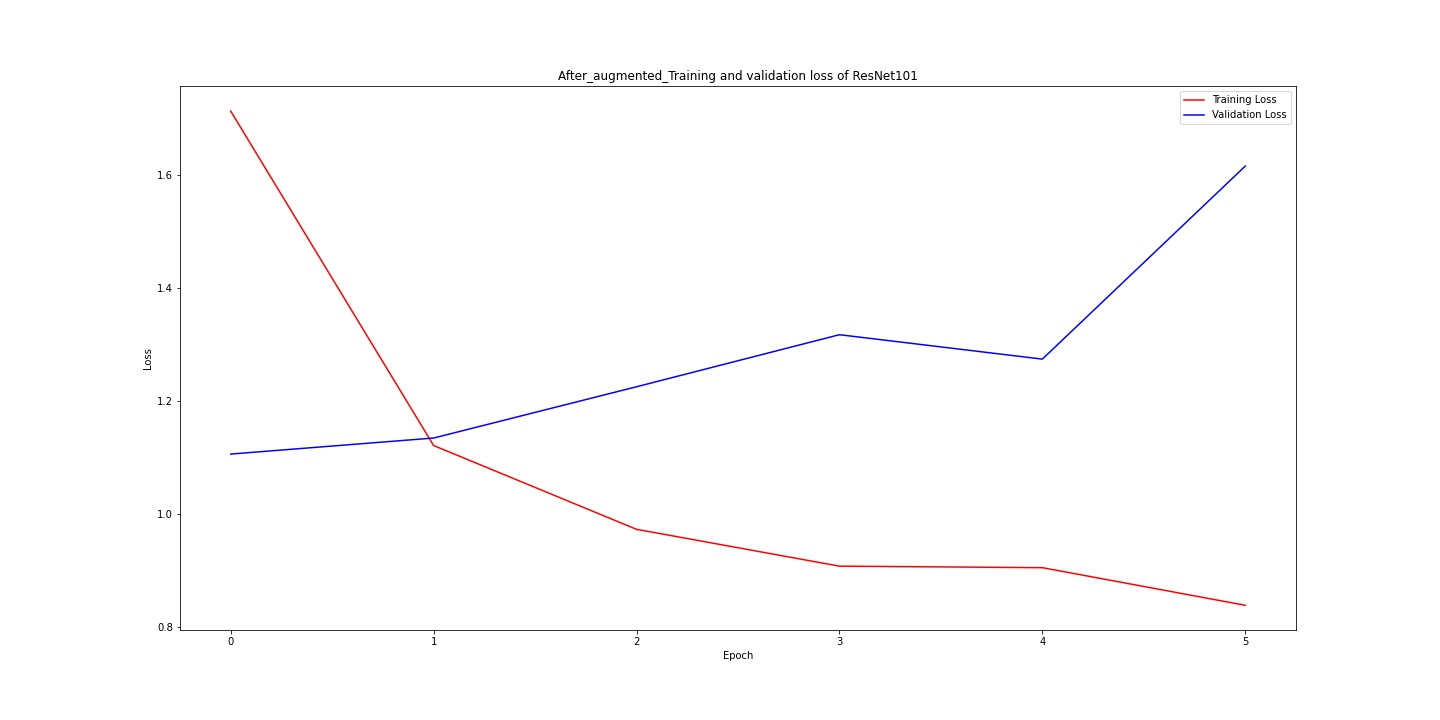 After_augmented_Training and validation loss of ResNet101
Training Loss
Validation Loss
1.6
1.4
1.2
1.0
0.8
Loss
0 1 2 3 4 5
Epoch